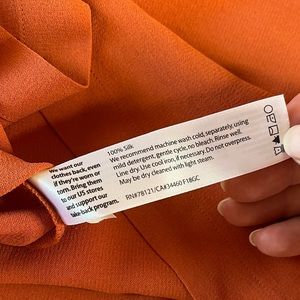 We want our
clothes back, even
if they're worn or
torn. Bring them
to our US stores
and support our
take-back program.
100% Silk
We recommend machine wash cold, separately, using
mild detergent, gentle cycle, no bleach. Rinse well.
Line dry. Use cool iron, if necessary. Do not overpress.
May be dry cleaned with light steam.
RN#78121/CA#34460 F18GC